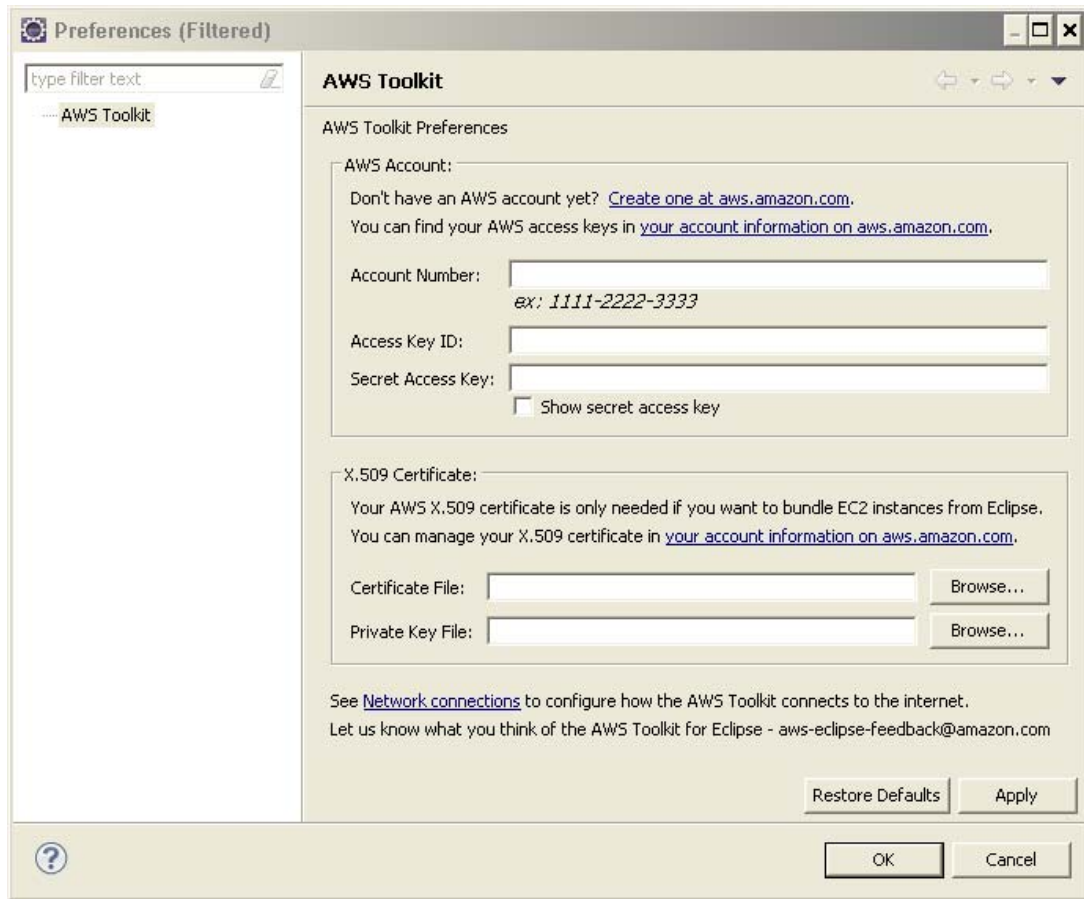 Preferences (Filtered)
type filter text
AWS Toolkit
AWS Toolkit
AWS Toolkit Preferences
AWS Account:
Don't have an AWS account yet? Create one at aws.amazon.com.
You can find your AWS access keys in your account information on aws.amazon.com.
Account Number:
ex: 1111-2222-3333
Access Key ID:
Secret Access Key:
Show secret access key
X.509 Certificate:
Your AWS X.509 certificate is only needed if you want to bundle EC2 instances from Eclipse.
You can manage your X.509 certificate in your account information on aws.amazon.com.
Certificate File:
Browse...
Private Key File:
Browse...
See Network connections to configure how the AWS Toolkit connects to the internet.
Let us know what you think of the AWS Toolkit for Eclipse - aws-eclipse-feedback@amazon.com
Restore Defaults
Apply
?
OK
Cancel